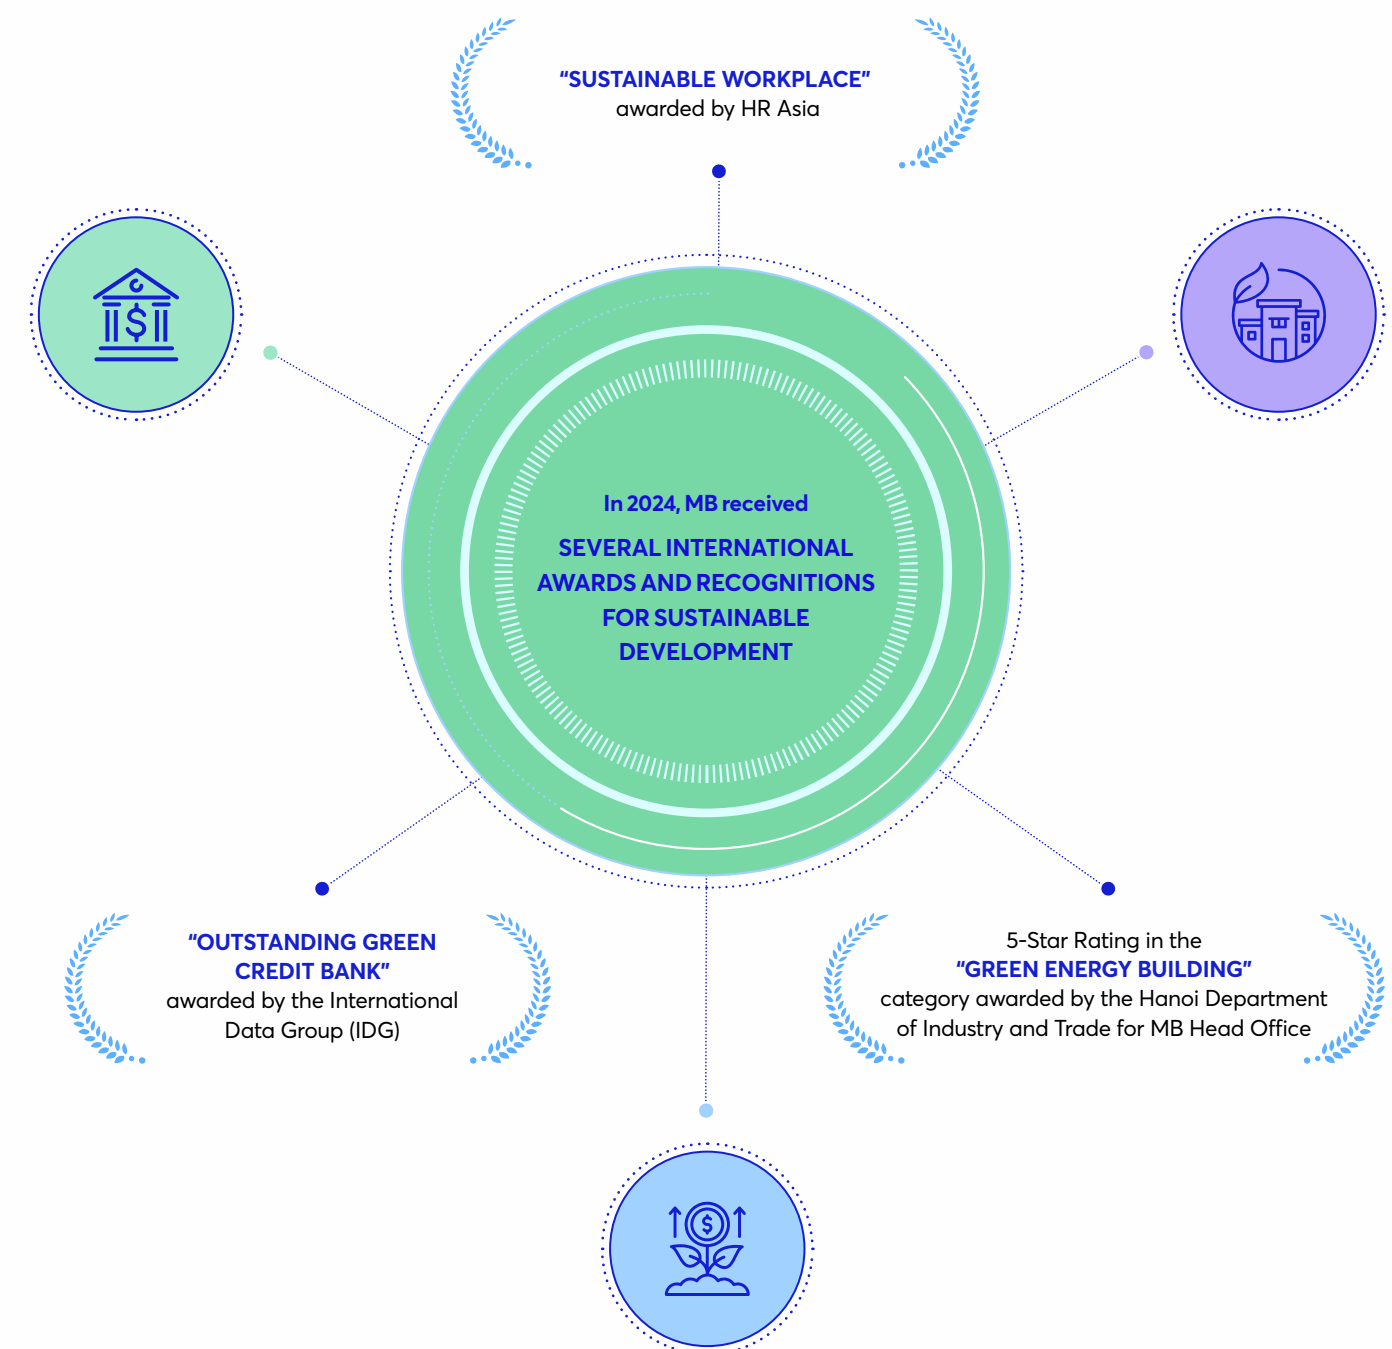 “SUSTAINABLE WORKPLACE”
awarded by HR Asia
In 2024, MB received
SEVERAL INTERNATIONAL
AWARDS AND RECOGNITIONS
FOR SUSTAINABLE
DEVELOPMENT
“OUTSTANDING GREEN
CREDIT BANK”
awarded by the International
Data Group (IDG)
5-Star Rating in the
“GREEN ENERGY BUILDING”
category awarded by the Hanoi Department
of Industry and Trade for MB Head Office